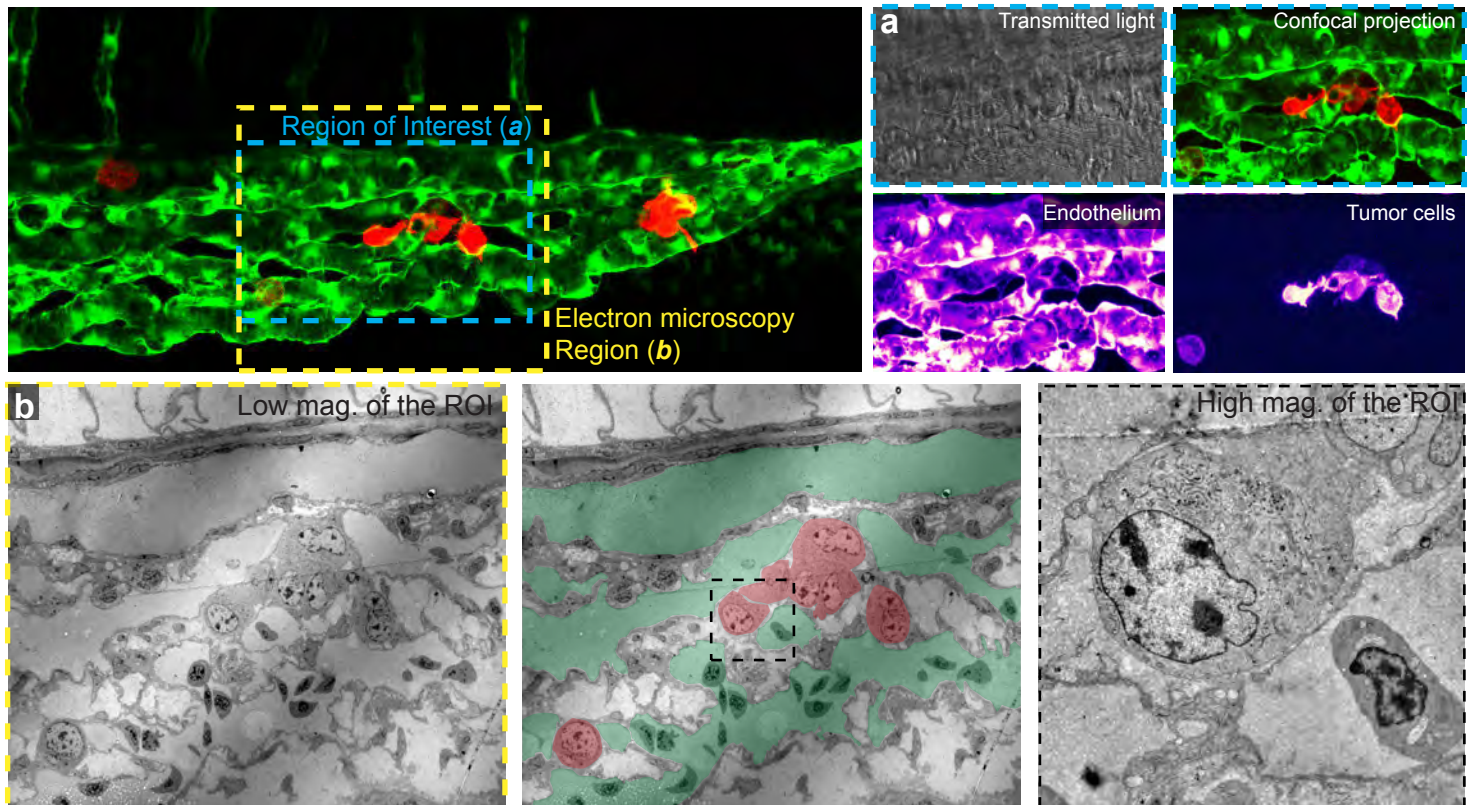 Region of Interest (a)
Electron microscopy
Region (b)
a
Transmitted light
Confocal projection
Endothelium
Tumor cells
b
Low mag. of the ROI
High mag. of the ROI